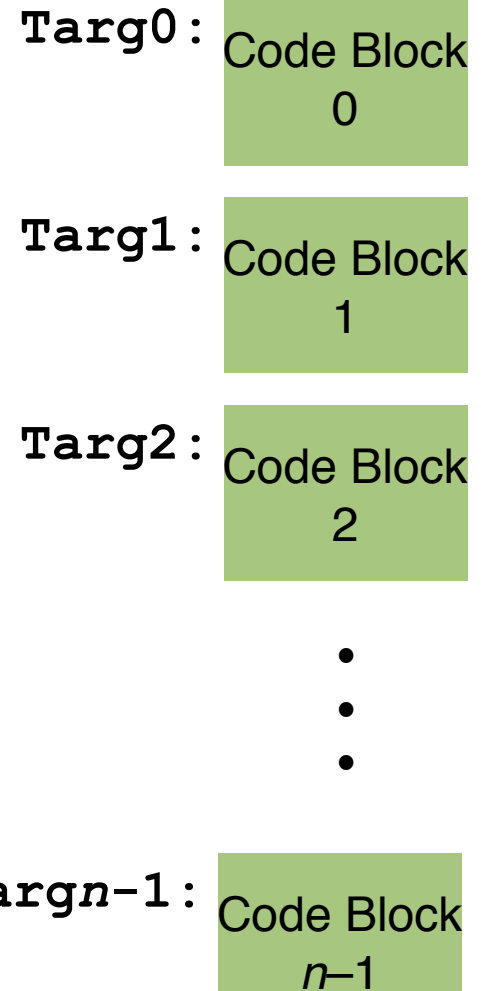 Targ0:
Code Block
0
Targ1:
Code Block
1
Targ2:
Code Block
2
•
•
•
argn-1:
Code Block
n–1